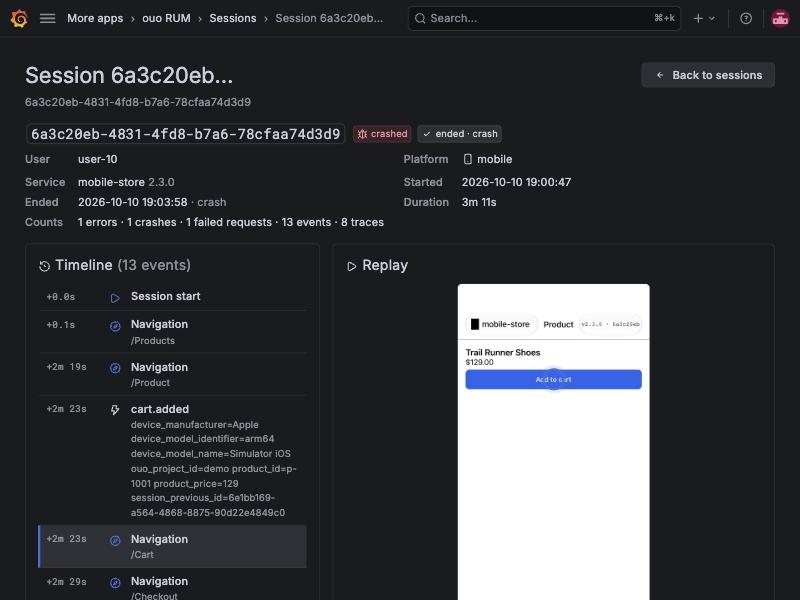 More apps › ouo RUM › Sessions › Session 6a3c20eb...
Search...
⌘+k
Session 6a3c20eb...
Back to sessions
6a3c20eb-4831-4fd8-b7a6-78cfaa74d3d9
6a3c20eb-4831-4fd8-b7a6-78cfaa74d3d9 crashed ended · crash
User user-10
Platform mobile
Service mobile-store 2.3.0
Started 2026-10-10 19:00:47
Ended 2026-10-10 19:03:58 · crash
Duration 3m 11s
Counts 1 errors · 1 crashes · 1 failed requests · 13 events · 8 traces
Timeline (13 events)
+0.0s Session start
+0.1s Navigation
/Products
+2m 19s Navigation
/Product
+2m 23s cart.added
device_manufacturer=Apple
device_model_identifier=arm64
device_model_name=Simulator iOS
ouo_project_id=demo product_id=p-
1001 product_price=129
session_previous_id=6e1bb169-
a564-4868-8875-90d22e4849c0
+2m 23s Navigation
/Cart
+2m 29s Navigation
/Checkout
Replay
mobile-store Product v2.3.0 · 6a3c20eb
Trail Runner Shoes
$129.00
Add to cart